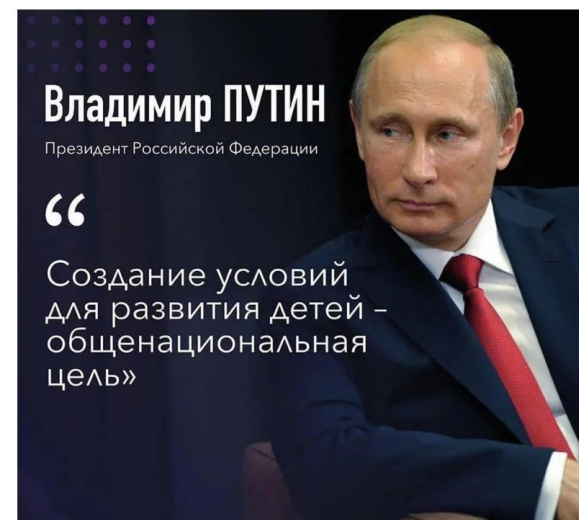 Владимир ПУТИН
Президент Российской Федерации
“
Создание условий
для развития детей –
общенациональная
цель»